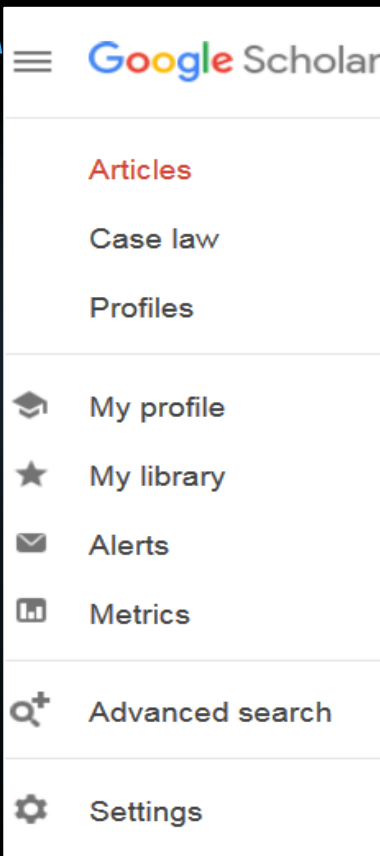 Google Scholar
Articles
Case law
Profiles
My profile
My library
Alerts
Metrics
Advanced search
Settings